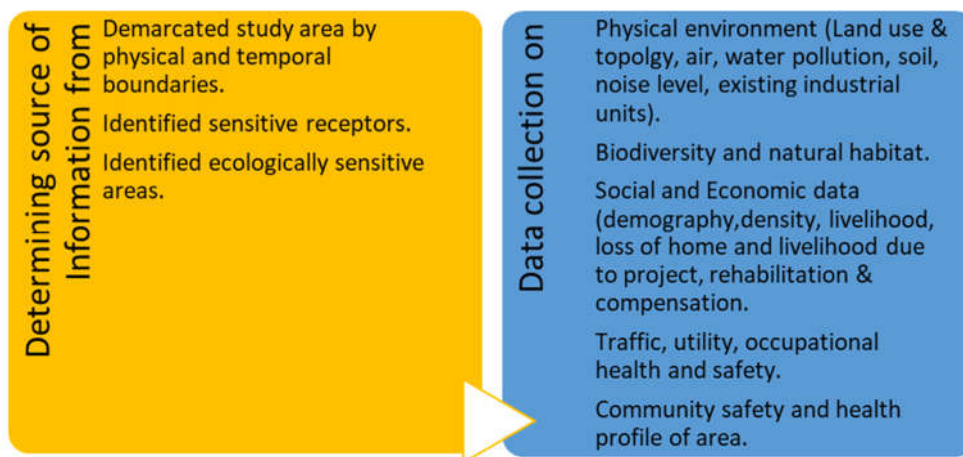 Determining source of
Information from
Demarcated study area by
physical and temporal
boundaries.
Identified sensitive receptors.
Identified ecologically sensitive
areas.
Data collection on
Physical environment (Land use &
topolgy, air, water pollution, soil,
noise level, existing industrial
units).
Biodiversity and natural habitat.
Social and Economic data
(demography,density, livelihood,
loss of home and livelihood due
to project, rehabilitation &
compensation.
Traffic, utility, occupational
health and safety.
Community safety and health
profile of area.